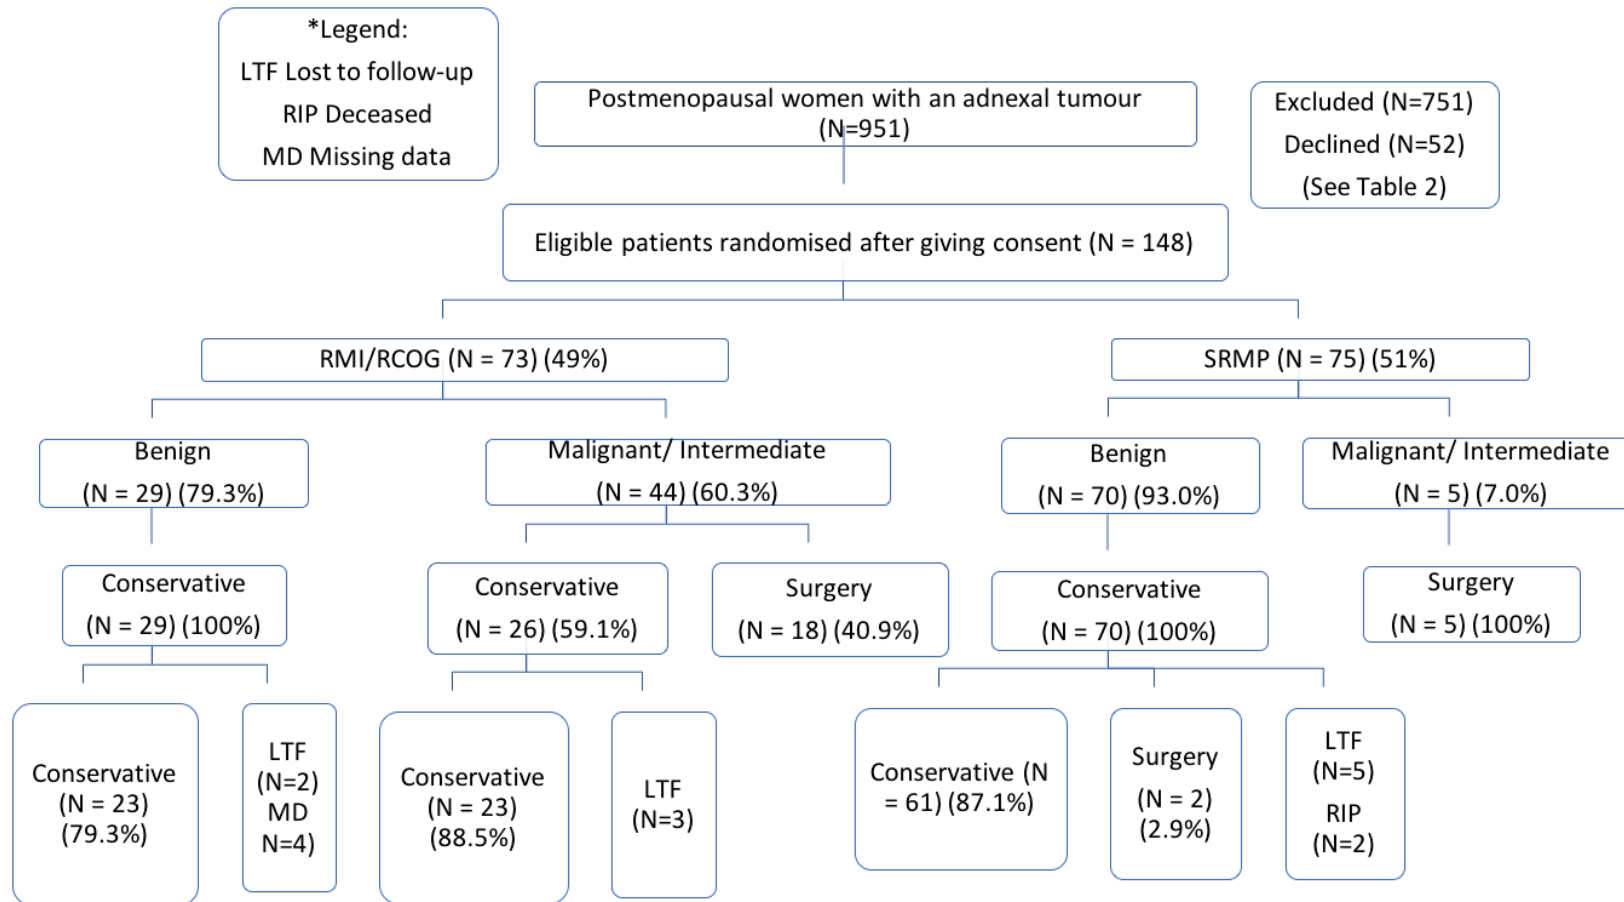 *Legend:
LTF Lost to follow-up
RIP Deceased
MD Missing data
Postmenopausal women with an adnexal tumour
(N=951)
Excluded (N=751)
Declined (N=52)
(See Table 2)
Eligible patients randomised after giving consent (N = 148)
RMI/RCOG (N = 73) (49%)
SRMP (N = 75) (51%)
Benign
(N = 29) (79.3%)
Malignant/ Intermediate
(N = 44) (60.3%)
Benign
(N = 70) (93.0%)
Malignant/ Intermediate
(N = 5) (7.0%)
Conservative
(N = 29) (100%)
Conservative
(N = 26) (59.1%)
Surgery
(N = 18) (40.9%)
Conservative
(N = 70) (100%)
Surgery
(N = 5) (100%)
Conservative
(N = 23)
(79.3%)
LTF
(N=2)
MD
N=4)
Conservative
(N = 23)
(88.5%)
LTF
(N=3)
Conservative (N
= 61) (87.1%)
Surgery
(N = 2)
(2.9%)
LTF
(N=5)
RIP
(N=2)